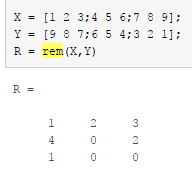 X = [1 2 3;4 5 6;7 8 9];
Y = [9 8 7;6 5 4;3 2 1];
R = rem(X,Y)
R =
1 2 3
4 0 2
1 0 0